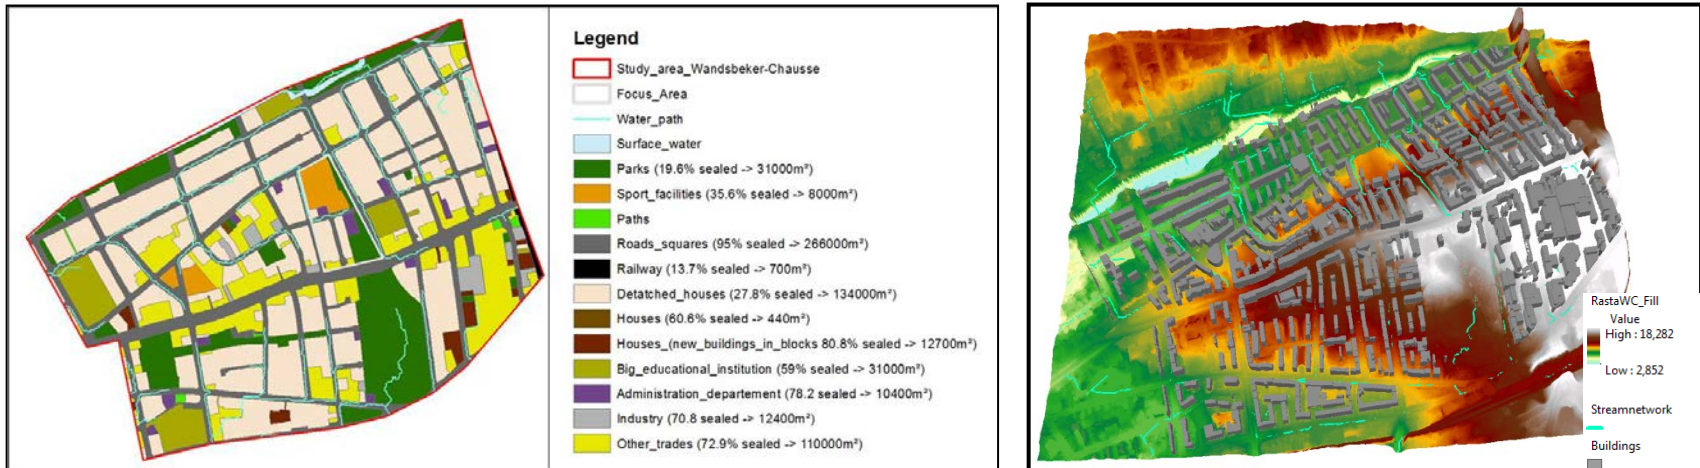 Legend
Study_area_Wandsbeker-Chausse
Focus_Area
Water_path
Surface_water
Parks (19.6% sealed -> 31000m²)
Sport_facilities (35.6% sealed -> 8000m²)
Paths
Roads_squares (95% sealed -> 266000m²)
Railway (13.7% sealed -> 700m²)
Detatched_houses (27.8% sealed -> 134000m²)
Houses (60.6% sealed -> 440m²)
Houses_(new_buildings_in_blocks 80.8% sealed -> 12700m²)
Big_educational_institution (59% sealed -> 31000m²)
Administration_departement (78.2 sealed -> 10400m²)
Industry (70.8 sealed -> 12400m²)
Other_trades (72.9% sealed -> 110000m²)
RastaWC_Fill
Value
High : 18,282
Low : 2,852
Streamnetwork
Buildings